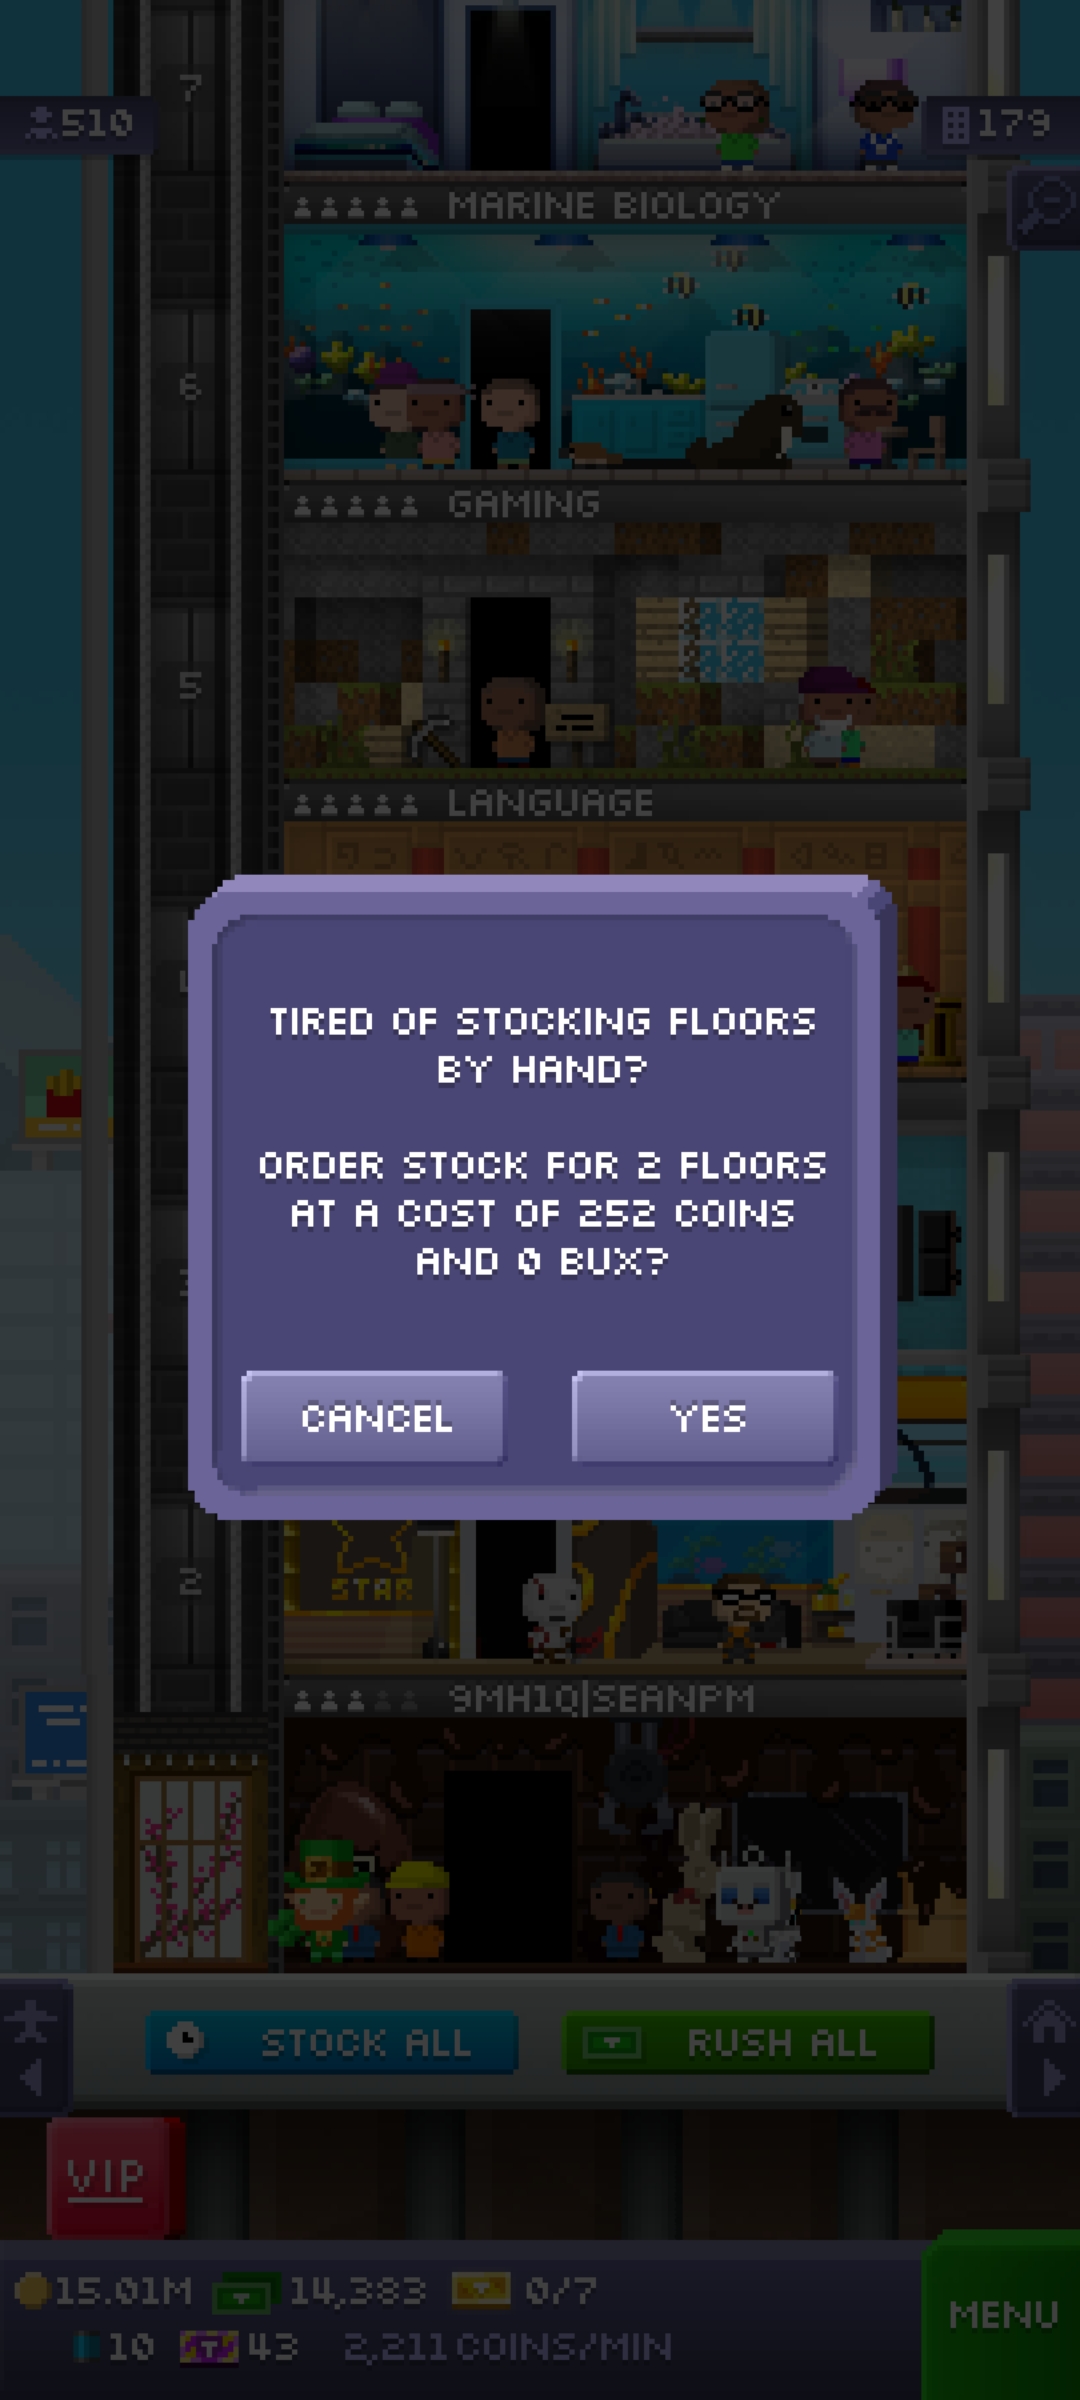 7
510
179
MARINE BIOLOGY
6
GAMING
5
LANGUAGE
TIRED OF STOCKING FLOORS
BY HAND?
ORDER STOCK FOR 2 FLOORS
AT A COST OF 252 COINS
AND 0 BUX?
CANCEL
YES
2
STAR
9MH1Q|SEANPM
STOCK ALL
RUSH ALL
VIP
15.01M
14,383
0/7
MENU
10
43
2,211 COINS/MIN